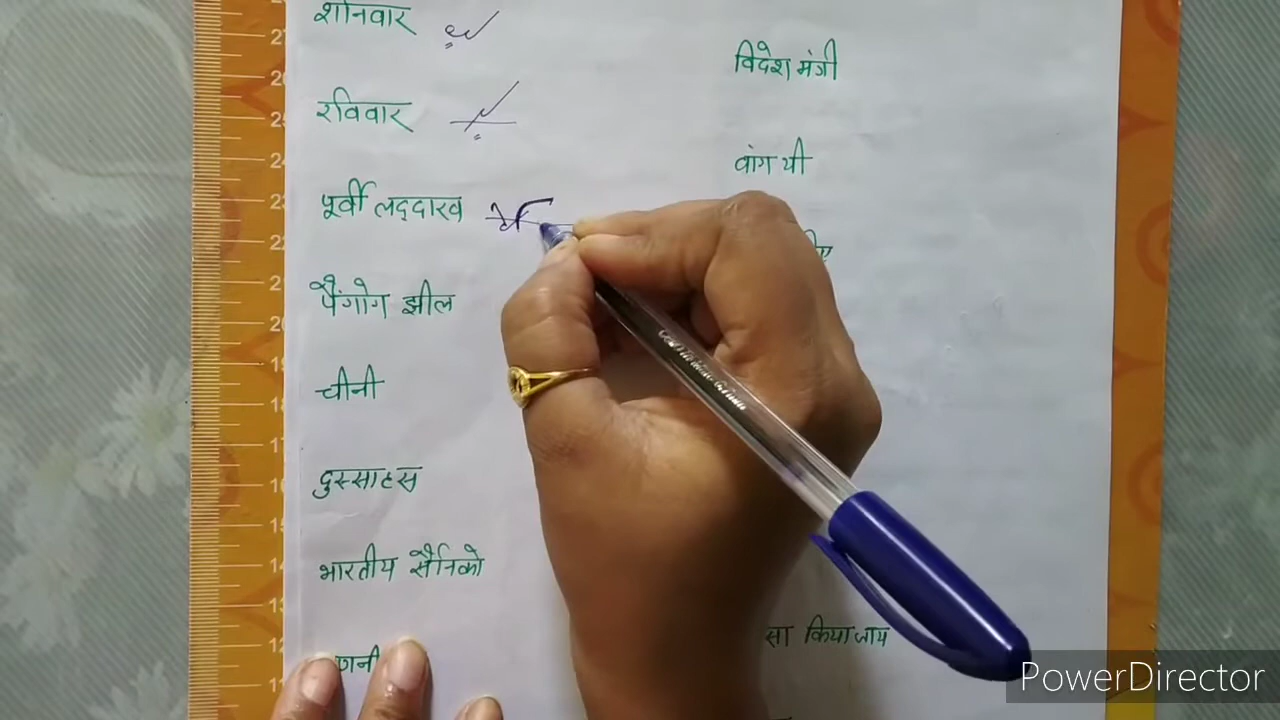 शनिवार
रविवार
पूर्वी लद्दाख
पैंगोग झील
चीनी
दुस्साहस
भारतीय सैनिको
विदेश मंत्री
वांग यी
सा किया जाय
PowerDirector